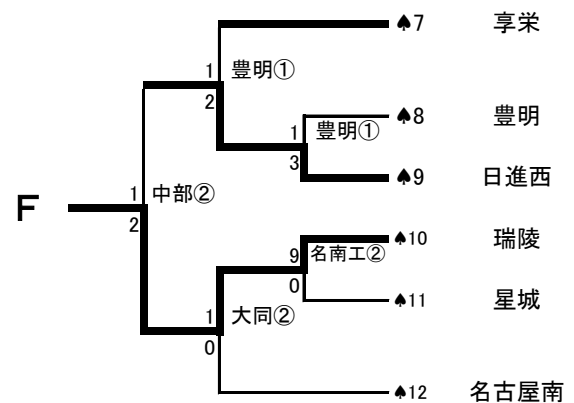 ♠7 享栄
1
豊明①
2
♠8 豊明
1
豊明①
3
♠9 日進西
1
中部②
F
2
♠10 瑞陵
9
名南工②
0
♠11 星城
1
大同②
0
♠12 名古屋南